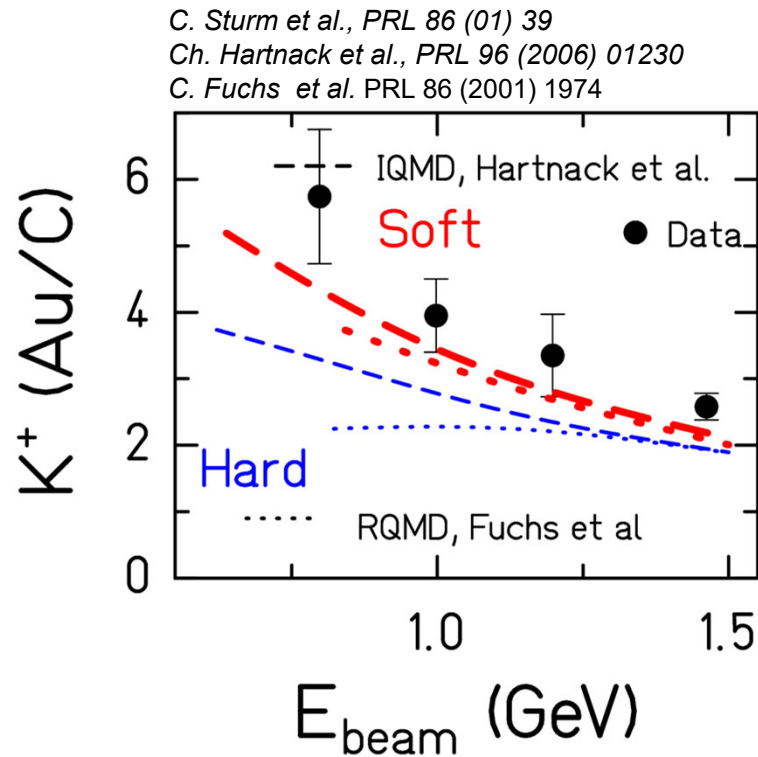 C. Sturm et al., PRL 86 (01) 39
Ch. Hartnack et al., PRL 96 (2006) 01230
C. Fuchs et al. PRL 86 (2001) 1974
K+ (Au/C)
6
4
2
0
IQMD, Hartnack et al.
Soft
Data
Hard
RQMD, Fuchs et al
1.0
1.5
Ebeam (GeV)